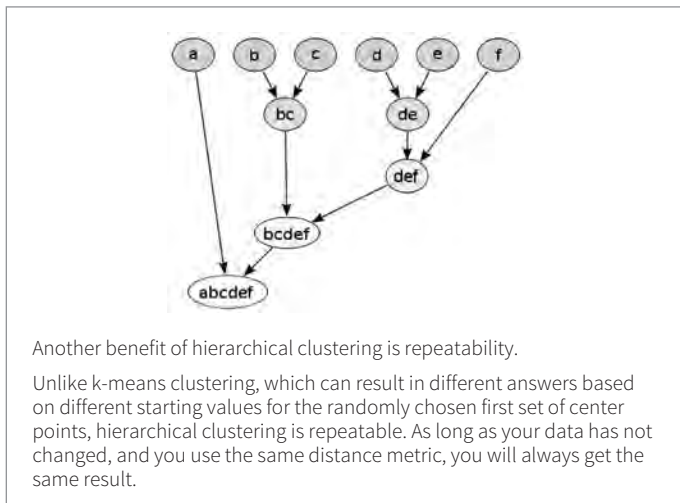 a b c d e f
bc de
def
bcdef
abcdef
Another benefit of hierarchical clustering is repeatability.
Unlike k-means clustering, which can result in different answers based
on different starting values for the randomly chosen first set of center
points, hierarchical clustering is repeatable. As long as your data has not
changed, and you use the same distance metric, you will always get the
same result.